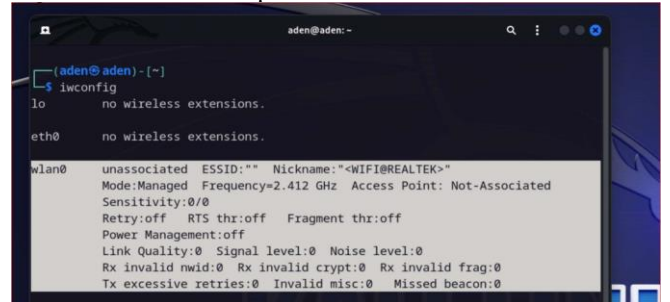 aden@aden: ~
(aden㉿aden)-[~]
$ iwconfig
lo        no wireless extensions.
eth0      no wireless extensions.
wlan0     unassociated  ESSID:""  Nickname:"<WIFI@REALTEK>"
          Mode:Managed  Frequency=2.412 GHz  Access Point: Not-Associated
          Sensitivity:0/0
          Retry:off   RTS thr:off   Fragment thr:off
          Power Management:off
          Link Quality:0  Signal level:0  Noise level:0
          Rx invalid nwid:0  Rx invalid crypt:0  Rx invalid frag:0
          Tx excessive retries:0  Invalid misc:0   Missed beacon:0